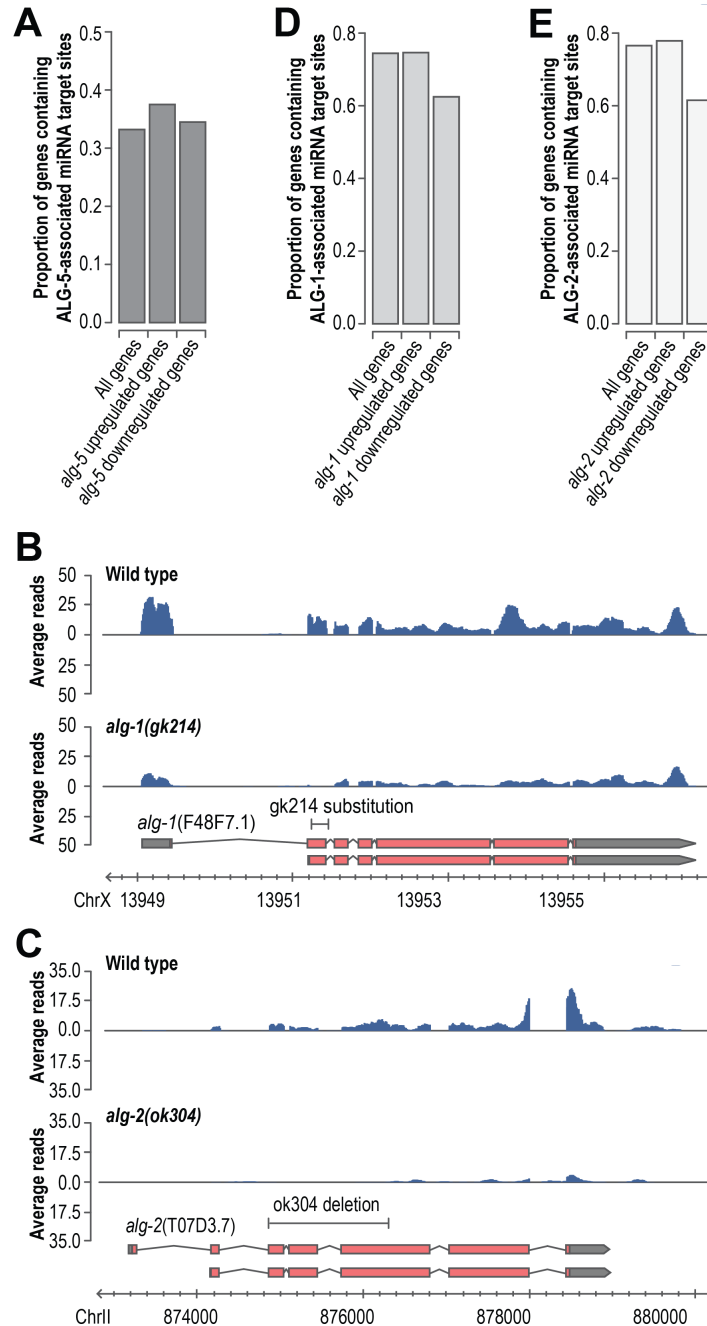 A
Proportion of genes containing
ALG-5-associated miRNA target sites
0.5
0.4
0.3
0.2
0.1
0.0
All genes
alg-5 upregulated genes
alg-5 downregulated genes
D
Proportion of genes containing
ALG-1-associated miRNA target sites
0.8
0.6
0.4
0.2
0.0
All genes
alg-1 upregulated genes
alg-1 downregulated genes
E
Proportion of genes containing
ALG-2-associated miRNA target sites
0.8
0.6
0.4
0.2
0.0
All genes
alg-2 upregulated genes
alg-2 downregulated genes
B
Wild type
Average reads
50
25
0
25
50
alg-1(gk214)
Average reads
50
25
0
25
50
gk214 substitution
alg-1(F48F7.1)
ChrX 13949 13951 13953 13955
C
Wild type
Average reads
35.0
17.5
0.0
17.5
35.0
alg-2(ok304)
Average reads
35.0
17.5
0.0
17.5
35.0
ok304 deletion
alg-2(T07D3.7)
ChrII 874000 876000 878000 880000